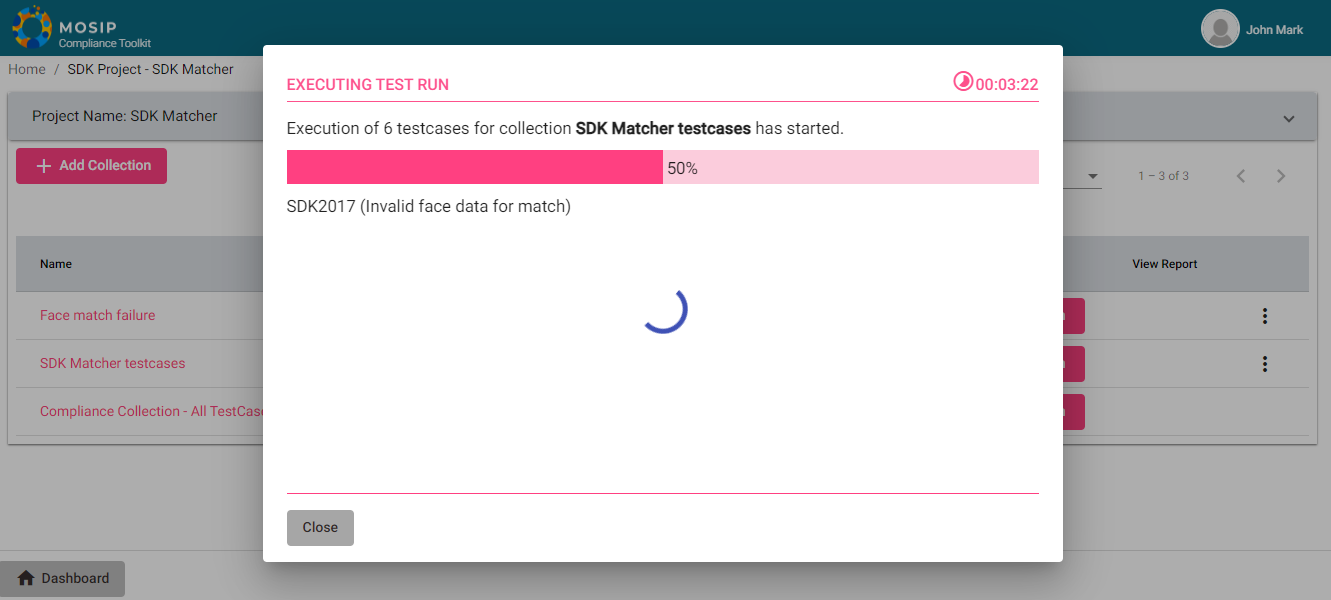 MOSIP
Compliance Toolkit
John Mark
Home / SDK Project - SDK Matcher
Project Name: SDK Matcher
Add Collection
1 – 3 of 3
Name
View Report
Face match failure
SDK Matcher testcases
Compliance Collection - All TestCase
EXECUTING TEST RUN
00:03:22
Execution of 6 testcases for collection SDK Matcher testcases has started.
50%
SDK2017 (Invalid face data for match)
Close
Dashboard